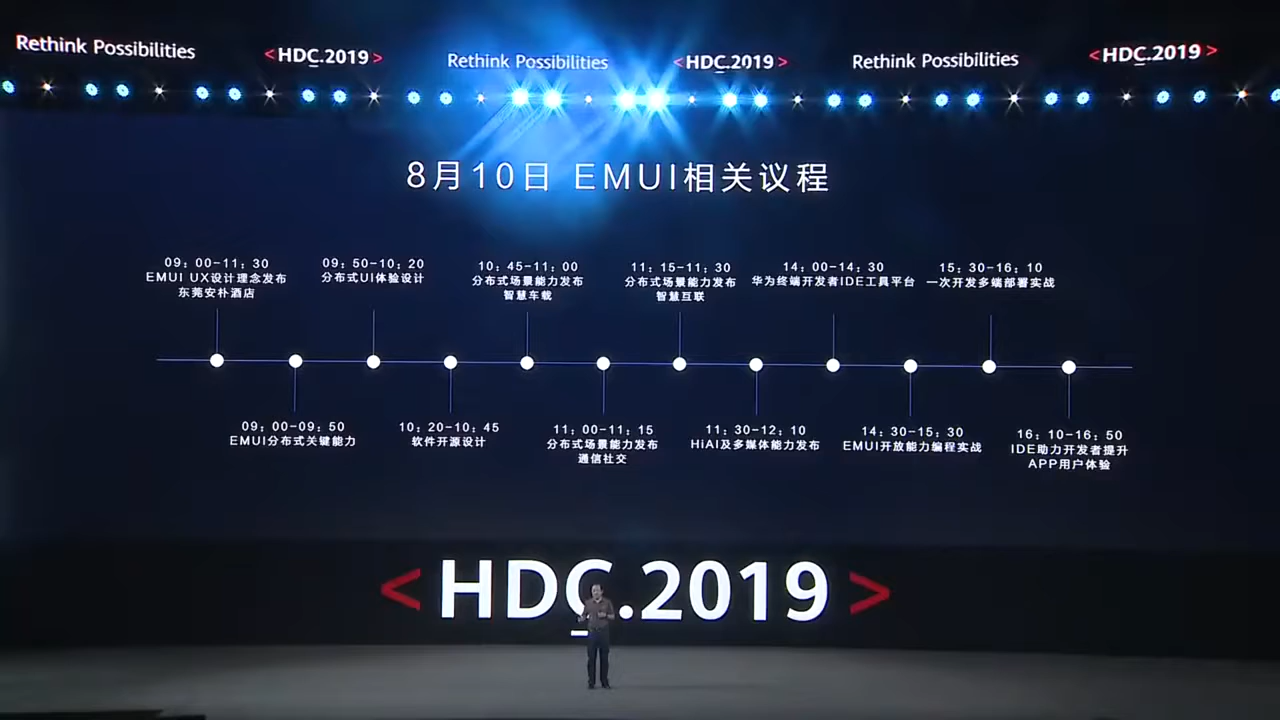 Rethink Possibilities
<HDC.2019>
Rethink Possibilities
<HDC.2019>
Rethink Possibilities
<HDC.2019>
8月10日 EMUI相关议程
09：00-11：30
EMUI UX设计理念发布
东莞安朴酒店
09：50-10：20
分布式UI体验设计
10：45-11：00
分布式场景能力发布
智慧车载
11：15-11：30
分布式场景能力发布
智慧互联
14：00-14：30
华为终端开发者IDE工具平台
15：30-16：10
一次开发多端部署实战
09：00-09：50
EMUI分布式关键能力
10：20-10：45
软件开源设计
11：00-11：15
分布式场景能力发布
通信社交
11：30-12：10
HiAI及多媒体能力发布
14：30-15：30
EMUI开放能力编程实战
16：10-16：50
IDE助力开发者提升
APP用户体验
<HDC.2019>